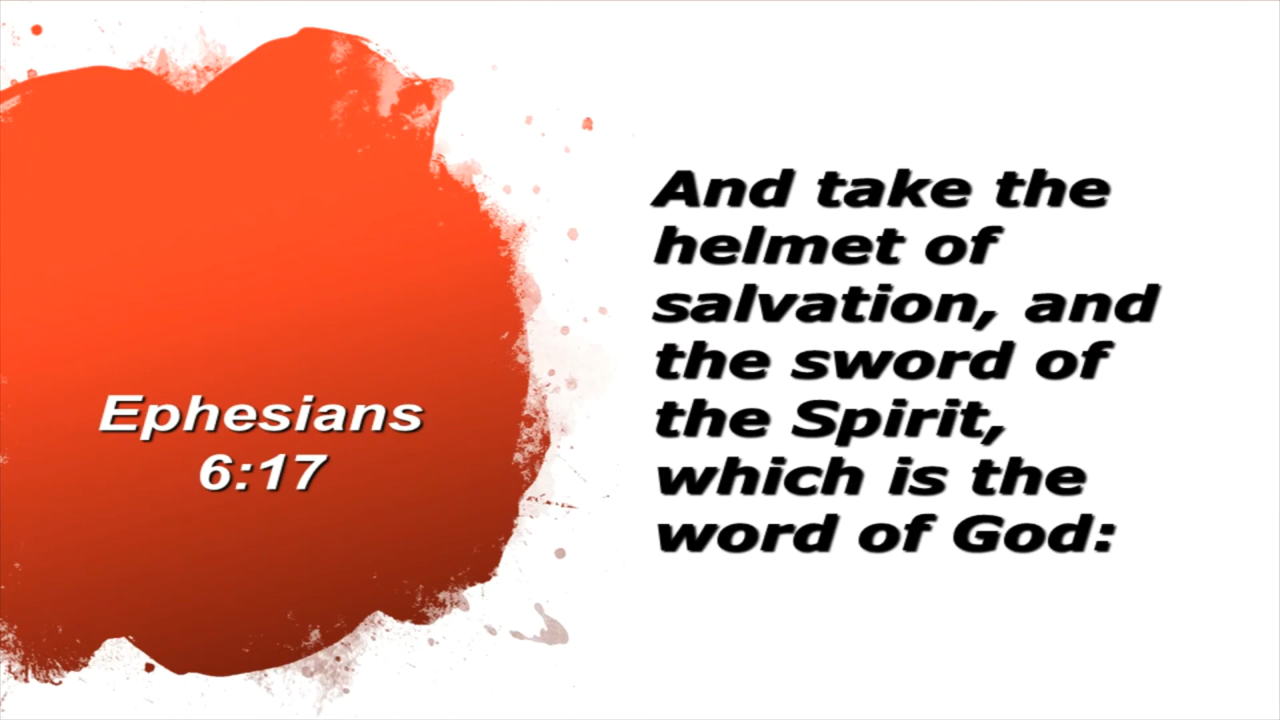 Ephesians
6:17
And take the
helmet of
salvation, and
the sword of
the Spirit,
which is the
word of God: